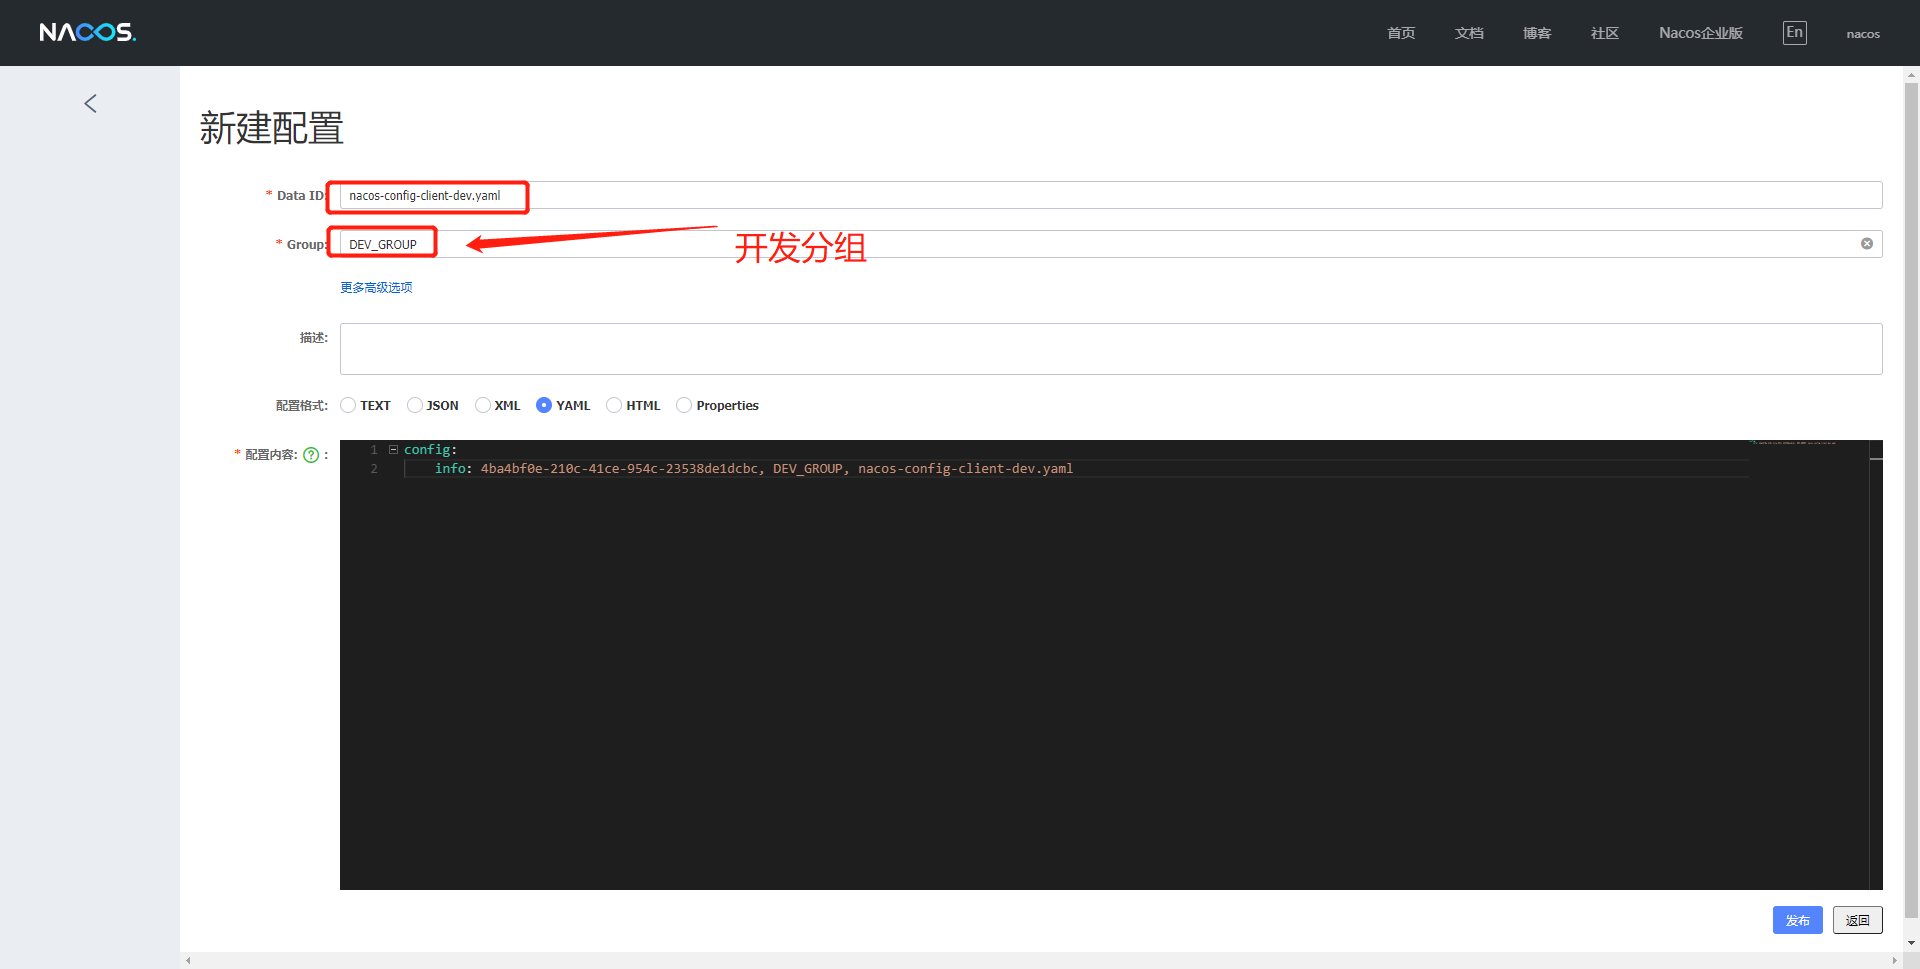 NACOS.
首页 文档 博客 社区 Nacos企业版 En nacos
新建配置
* Data ID: nacos-config-client-dev.yaml
* Group: DEV_GROUP
开发分组
更多高级选项
描述:
配置格式: TEXT JSON XML YAML HTML Properties
* 配置内容: ? :
1 config:
2 info: 4ba4bf0e-210c-41ce-954c-23538de1dcbc, DEV_GROUP, nacos-config-client-dev.yaml
发布 返回